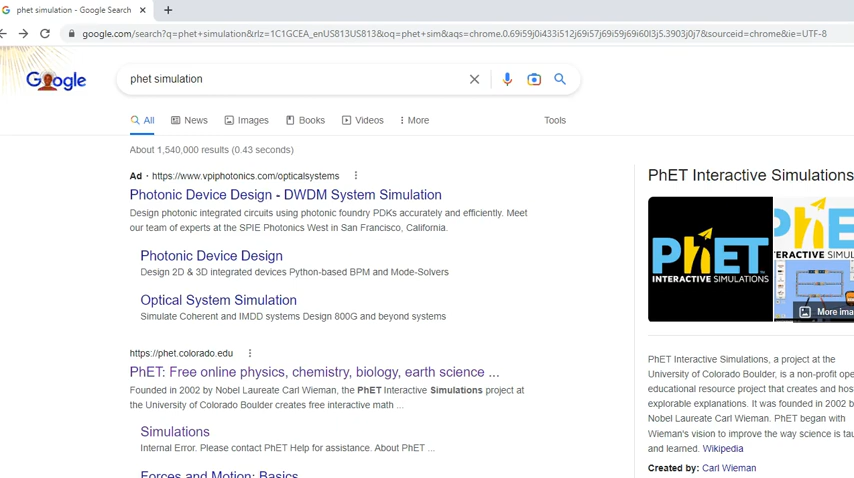 phet simulation - Google Search
google.com/search?q=phet+simulation&rlz=1C1GCEA_enUS813US813&oq=phet+sim&aqs=chrome.0.69i59j0i433i512j69i57j69i59j69i60l3j5.3903j0j7&sourceid=chrome&ie=UTF-8
Google
phet simulation
All
News
Images
Books
Videos
More
Tools
About 1,540,000 results (0.43 seconds)
Ad · https://www.vpiphotonics.com/opticalsystems
Photonic Device Design - DWDM System Simulation
Design photonic integrated circuits using photonic foundry PDKs accurately and efficiently. Meet
our team of experts at the SPIE Photonics West in San Francisco, California.
Photonic Device Design
Design 2D & 3D integrated devices Python-based BPM and Mode-Solvers
Optical System Simulation
Simulate Coherent and IMDD systems Design 800G and beyond systems
https://phet.colorado.edu
PhET: Free online physics, chemistry, biology, earth science ...
Founded in 2002 by Nobel Laureate Carl Wieman, the PhET Interactive Simulations project at
the University of Colorado Boulder creates free interactive math ...
Simulations
Internal Error. Please contact PhET Help for assistance. About PhET ...
Forces and Motion: Basics
PhET Interactive Simulations
PhET
INTERACTIVE SIMULATIONS
PhET
INTERACTIVE SIMULATIONS
More ima
PhET Interactive Simulations, a project at the
University of Colorado Boulder, is a non-profit ope
educational resource project that creates and hos
explorable explanations. It was founded in 2002 b
Nobel Laureate Carl Wieman. PhET began with
Wieman's vision to improve the way science is tau
and learned. Wikipedia
Created by: Carl Wieman